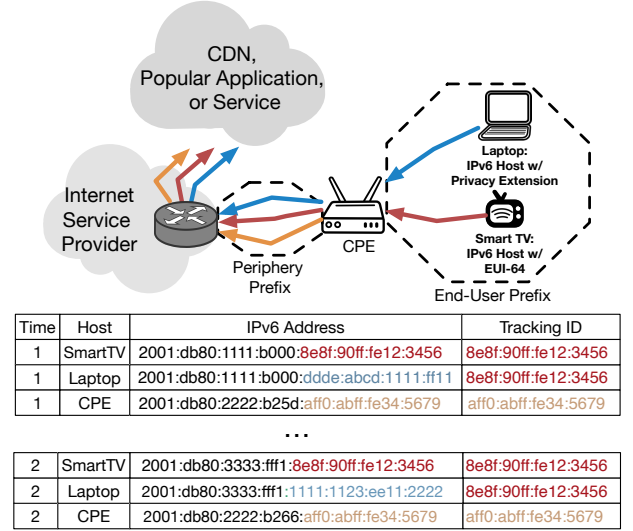 CDN,
Popular Application,
or Service
Internet
Service
Provider
Periphery
Prefix
CPE
Laptop:
IPv6 Host w/
Privacy Extension
Smart TV:
IPv6 Host w/
EUI-64
End-User Prefix
Time Host IPv6 Address Tracking ID
1 SmartTV 2001:db80:1111:b000:8e8f:90ff:fe12:3456 8e8f:90ff:fe12:3456
1 Laptop 2001:db80:1111:b000:ddde:abcd:1111:ff11 8e8f:90ff:fe12:3456
1 CPE 2001:db80:2222:b25d:aff0:abff:fe34:5679 aff0:abff:fe34:5679
...
2 SmartTV 2001:db80:3333:fff1:8e8f:90ff:fe12:3456 8e8f:90ff:fe12:3456
2 Laptop 2001:db80:3333:fff1:1111:1123:ee11:2222 8e8f:90ff:fe12:3456
2 CPE 2001:db80:2222:b266:aff0:abff:fe34:5679 aff0:abff:fe34:5679